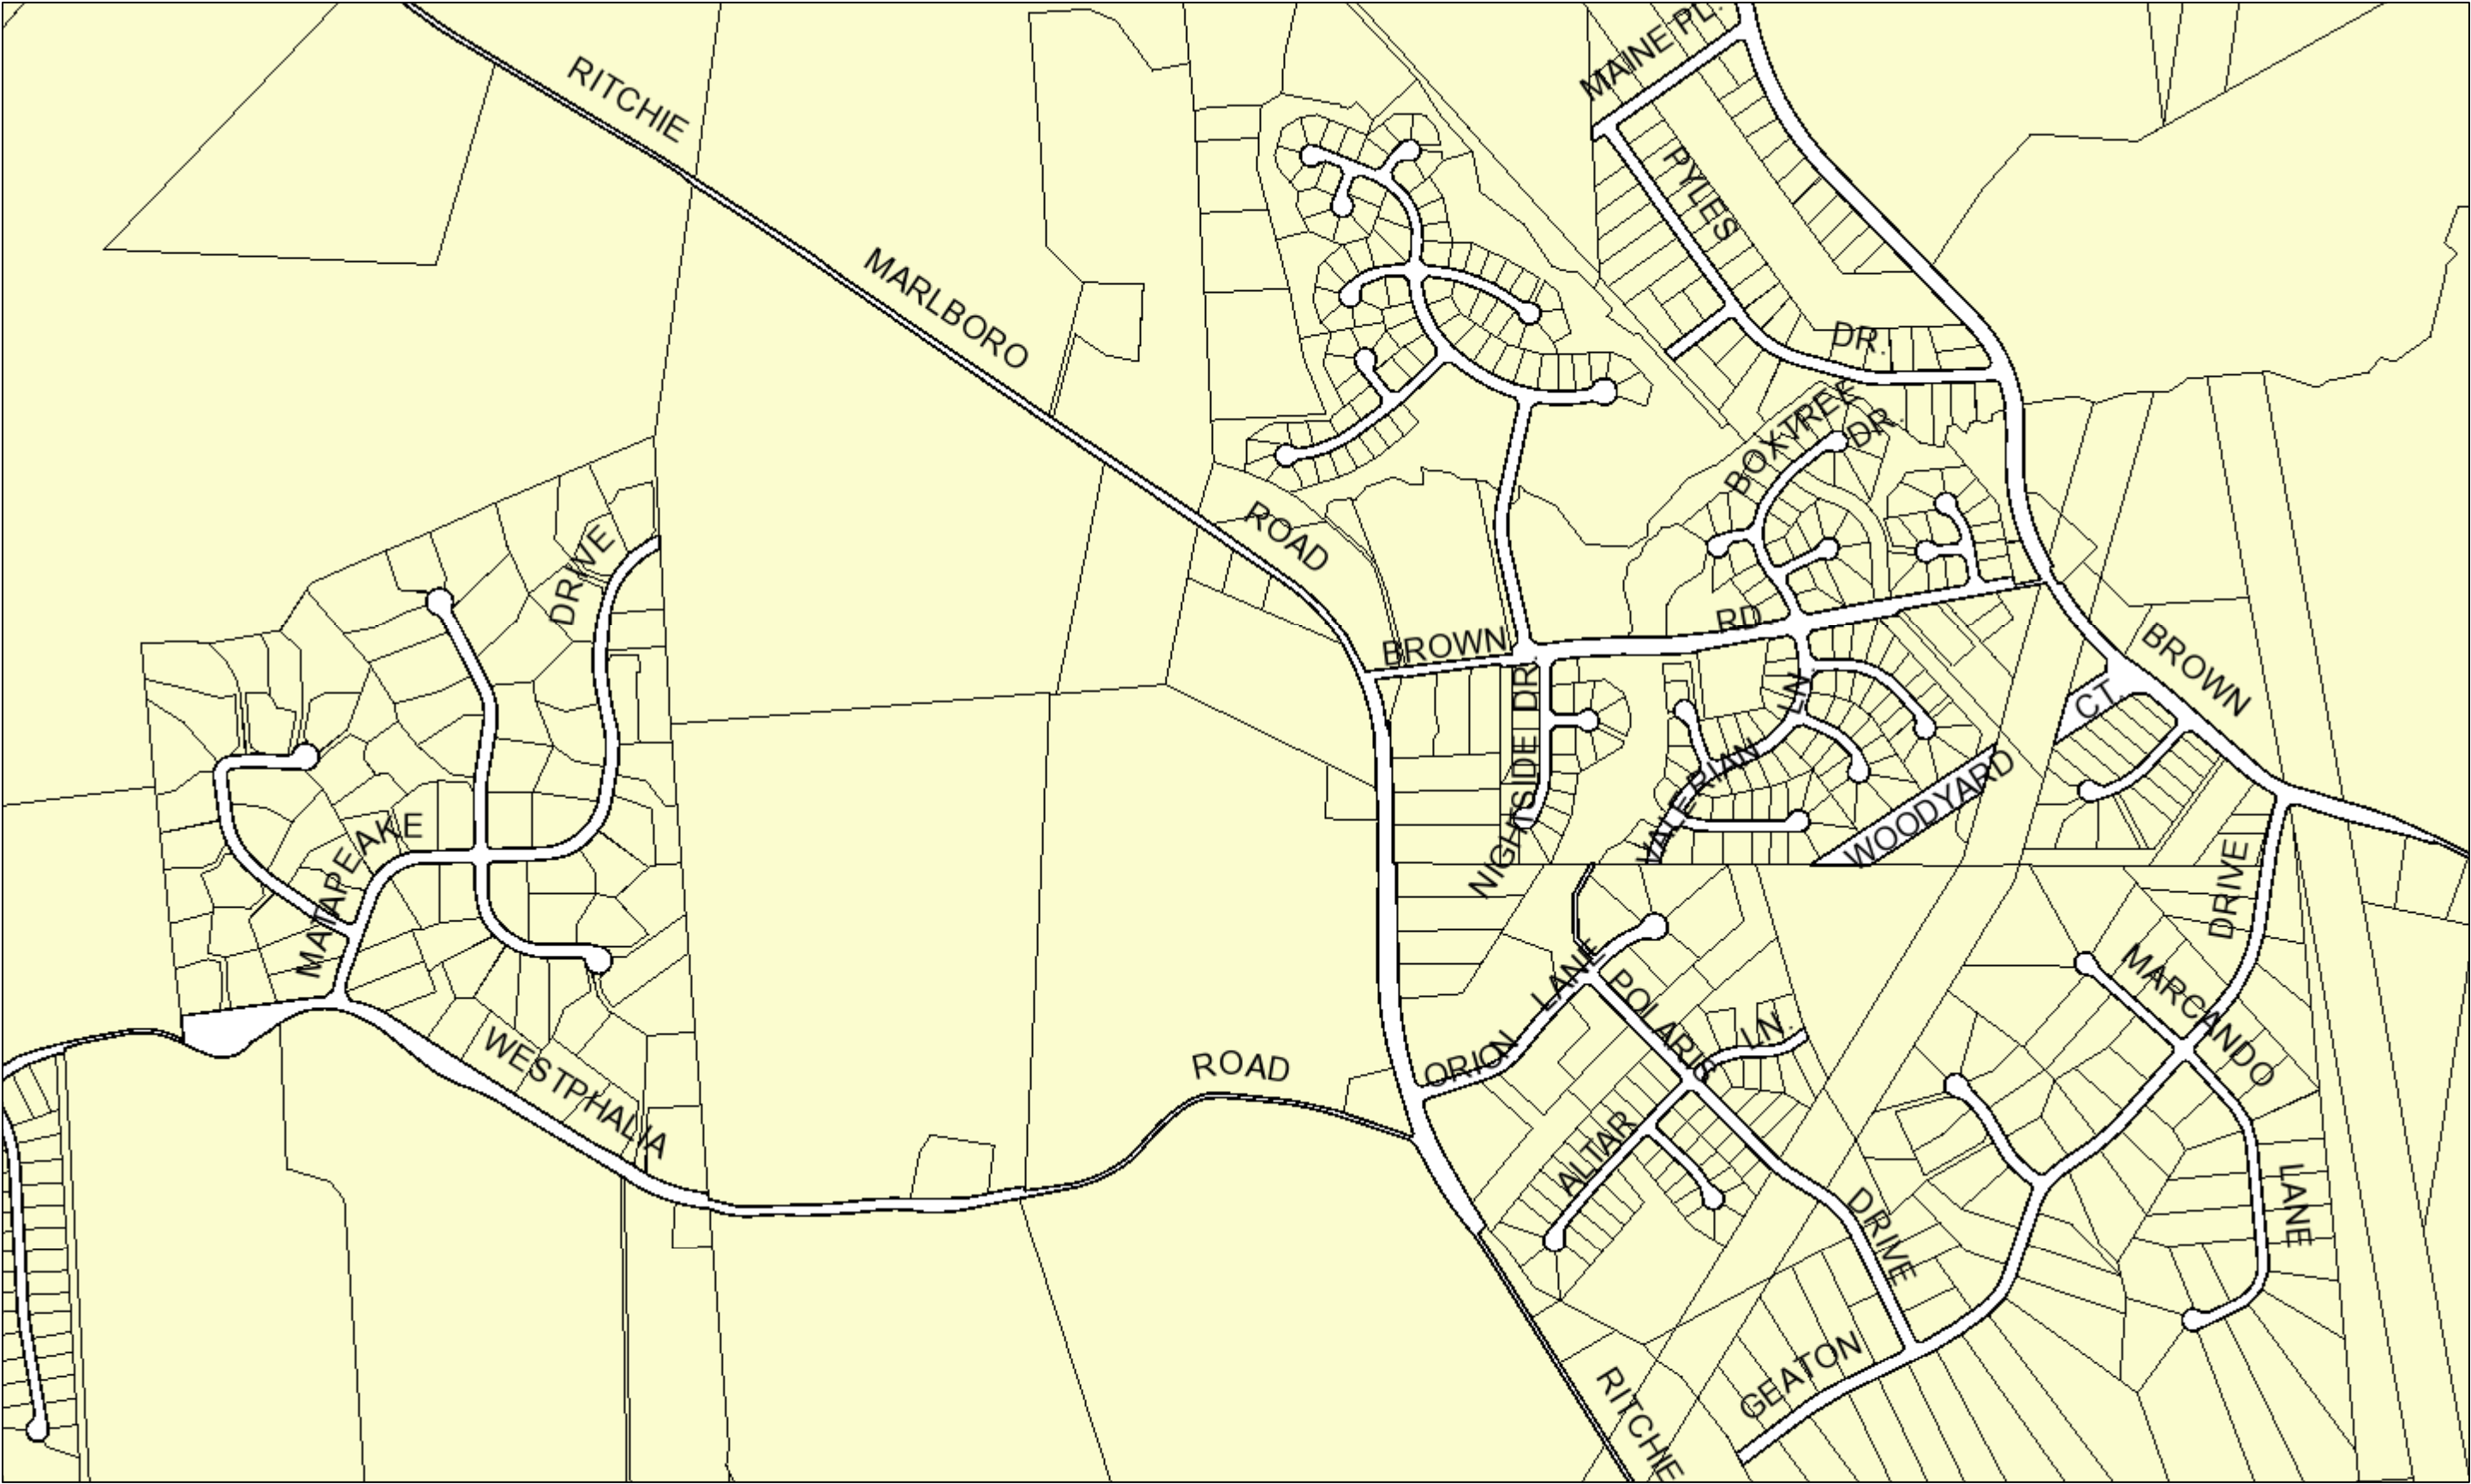 MAINE PL.
RITCHIE
PYLES
MARLBORO
DR.
BOXTREE
DR.
ROAD
DRIVE
BROWN
RD
BROWN
NIGHTSIDE DR
LN
CT.
VALERIAN
WOODYARD
MATAPEAKE
DRIVE
LANE
ORION
POLARIS
LN.
MARCANDO
WESTPHALIA
ROAD
ALTAR
DRIVE
LANE
GEATON
RITCHIE